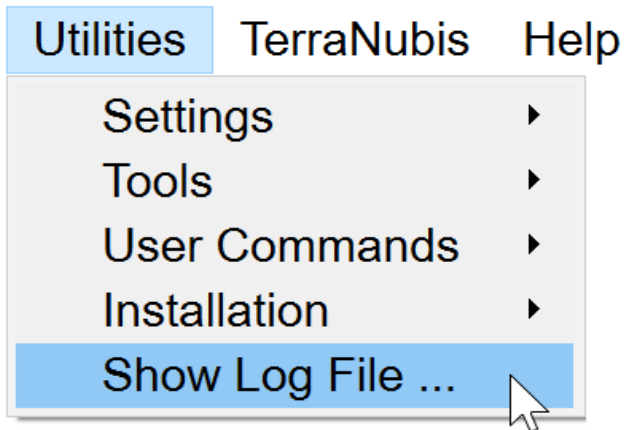 Utilities TerraNubis Help
Settings
Tools
User Commands
Installation
Show Log File ...